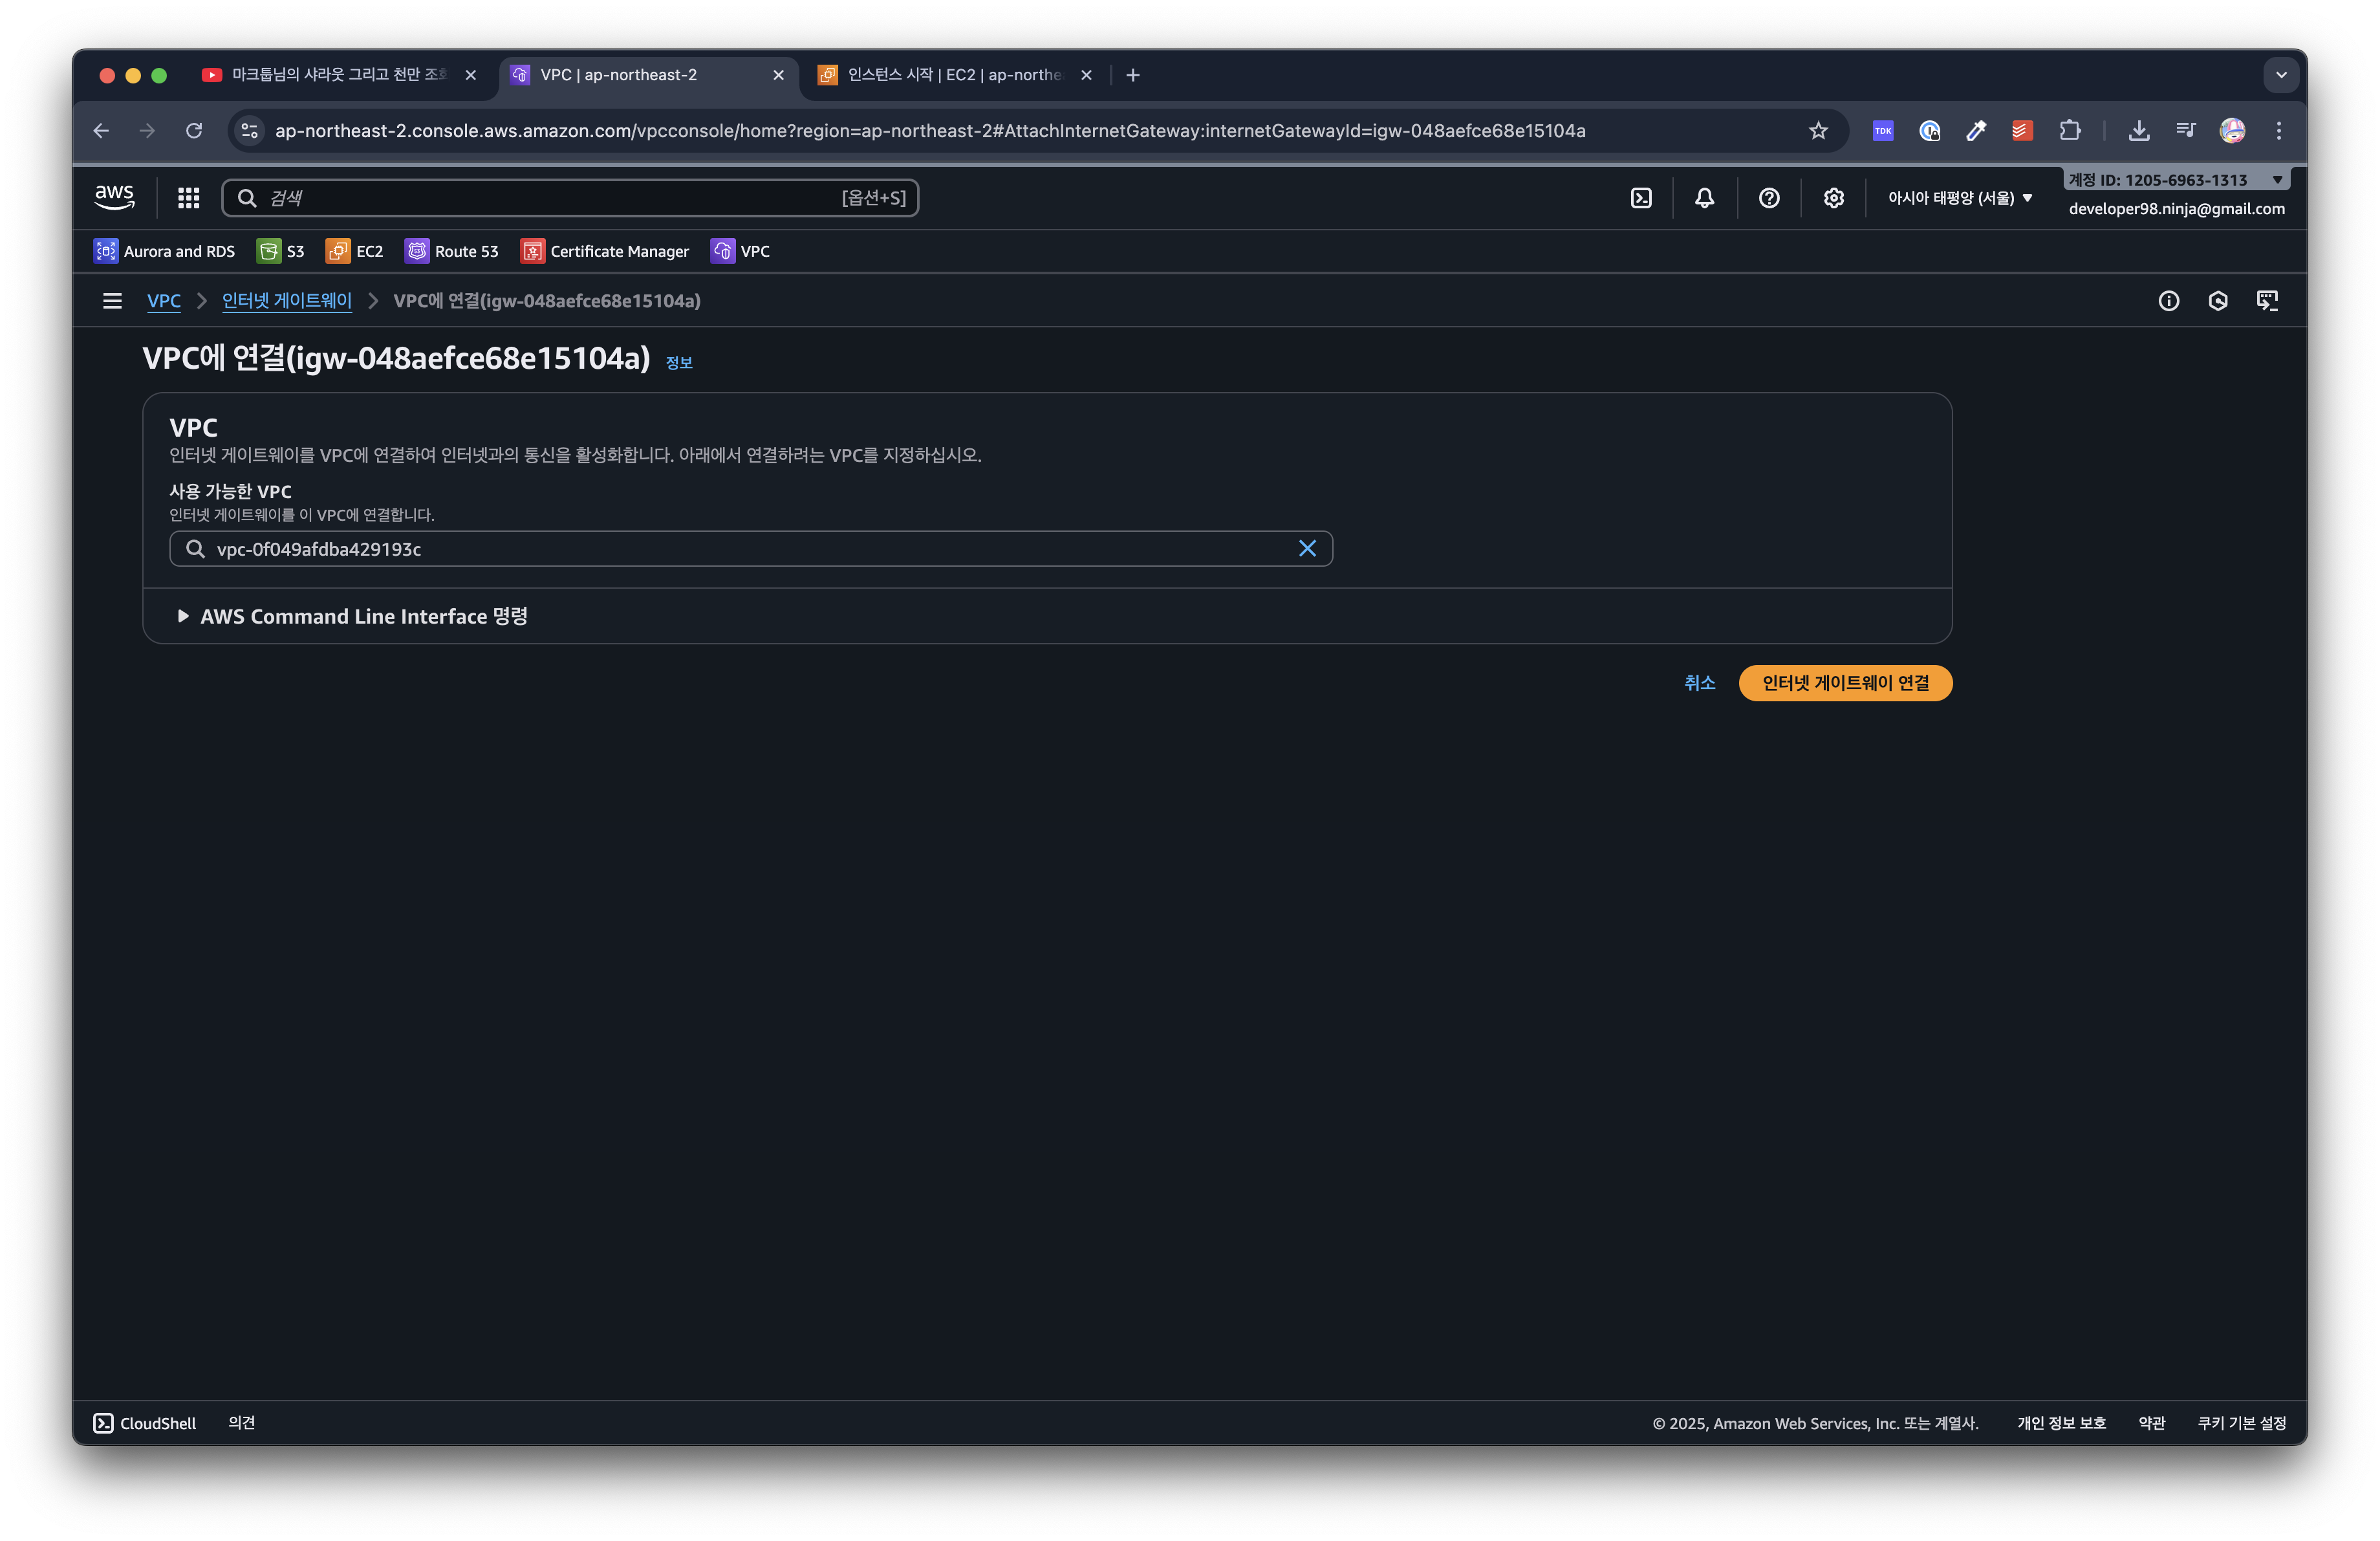 마크툽님의 샤라웃 그리고 천만 조회
VPC | ap-northeast-2
인스턴스 시작 | EC2 | ap-northe
ap-northeast-2.console.aws.amazon.com/vpcconsole/home?region=ap-northeast-2#AttachInternetGateway:internetGatewayId=igw-048aefce68e15104a
TDK
aws
검색
[옵션+S]
아시아 태평양 (서울)
계정 ID: 1205-6963-1313
developer98.ninja@gmail.com
Aurora and RDS
S3
EC2
Route 53
Certificate Manager
VPC
VPC
인터넷 게이트웨이
VPC에 연결(igw-048aefce68e15104a)
VPC에 연결(igw-048aefce68e15104a) 정보
VPC
인터넷 게이트웨이를 VPC에 연결하여 인터넷과의 통신을 활성화합니다. 아래에서 연결하려는 VPC를 지정하십시오.
사용 가능한 VPC
인터넷 게이트웨이를 이 VPC에 연결합니다.
vpc-0f049afdba429193c
AWS Command Line Interface 명령
취소
인터넷 게이트웨이 연결
CloudShell
의견
© 2025, Amazon Web Services, Inc. 또는 계열사.
개인 정보 보호
약관
쿠키 기본 설정